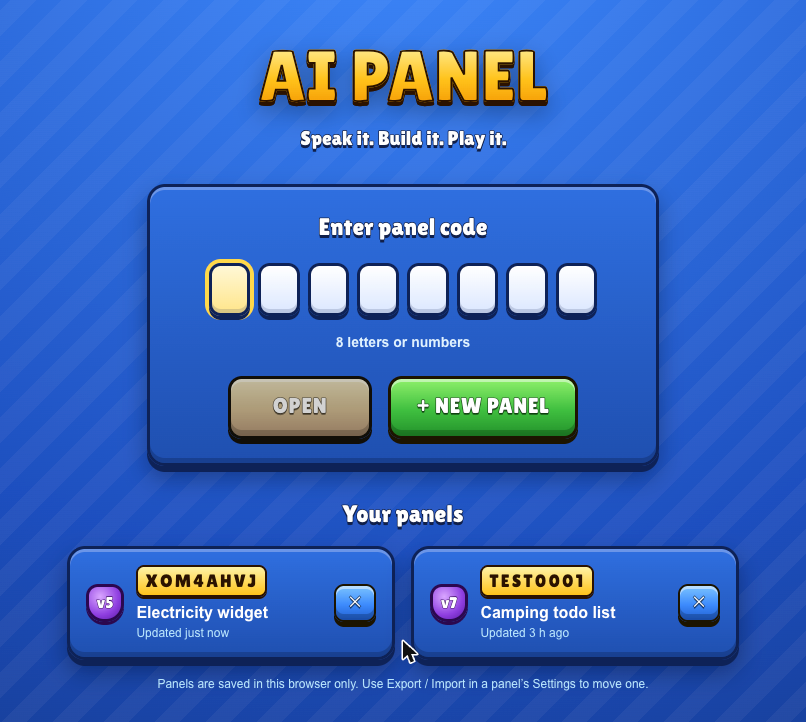 AI PANEL
Speak it. Build it. Play it.
Enter panel code
8 letters or numbers
OPEN
+ NEW PANEL
Your panels
v5
XOM4AHVJ
Electricity widget
Updated just now
×
v7
TEST0001
Camping todo list
Updated 3 h ago
×
Panels are saved in this browser only. Use Export / Import in a panel's Settings to move one.